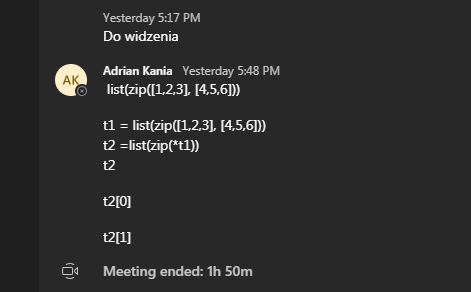 Yesterday 5:17 PM
Do widzenia
AK
Adrian Kania Yesterday 5:48 PM
list(zip([1,2,3], [4,5,6]))
t1 = list(zip([1,2,3], [4,5,6]))
t2 =list(zip(*t1))
t2
t2[0]
t2[1]
Meeting ended: 1h 50m